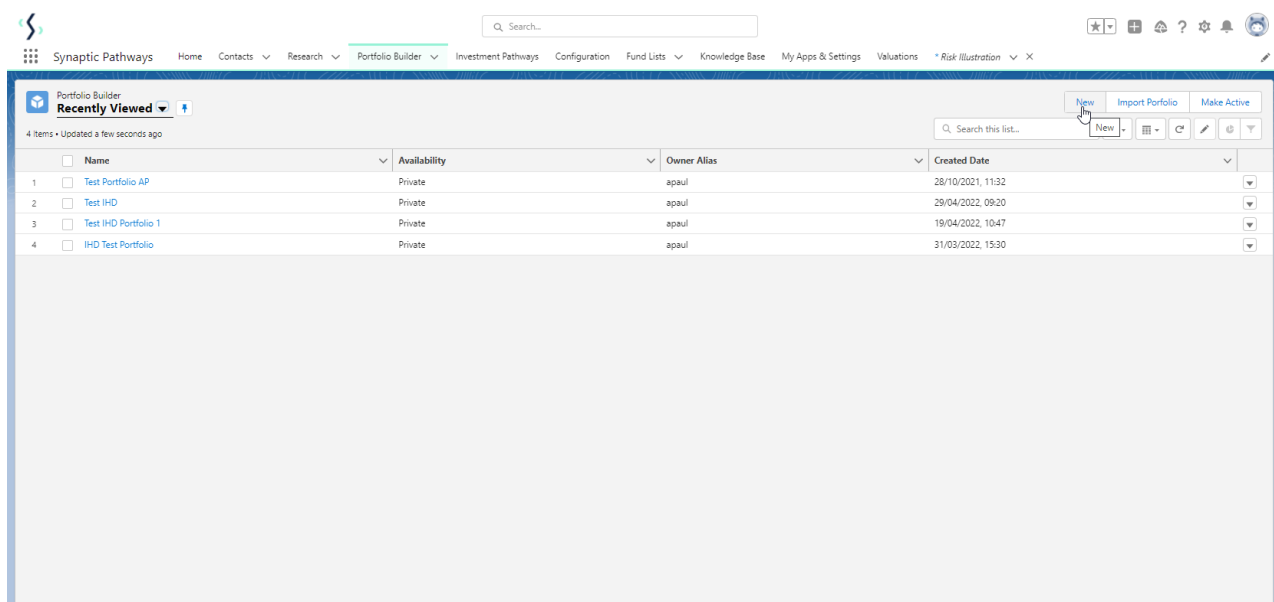 Search...
Synaptic Pathways Home Contacts Research Portfolio Builder Investment Pathways Configuration Fund Lists Knowledge Base My Apps & Settings Valuations * Risk Illustration
Portfolio Builder
Recently Viewed
New Import Porfolio Make Active
4 items • Updated a few seconds ago
Search this list...
New
Name Availability Owner Alias Created Date
1 Test Portfolio AP Private apaul 28/10/2021, 11:32
2 Test IHD Private apaul 29/04/2022, 09:20
3 Test IHD Portfolio 1 Private apaul 19/04/2022, 10:47
4 IHD Test Portfolio Private apaul 31/03/2022, 15:30